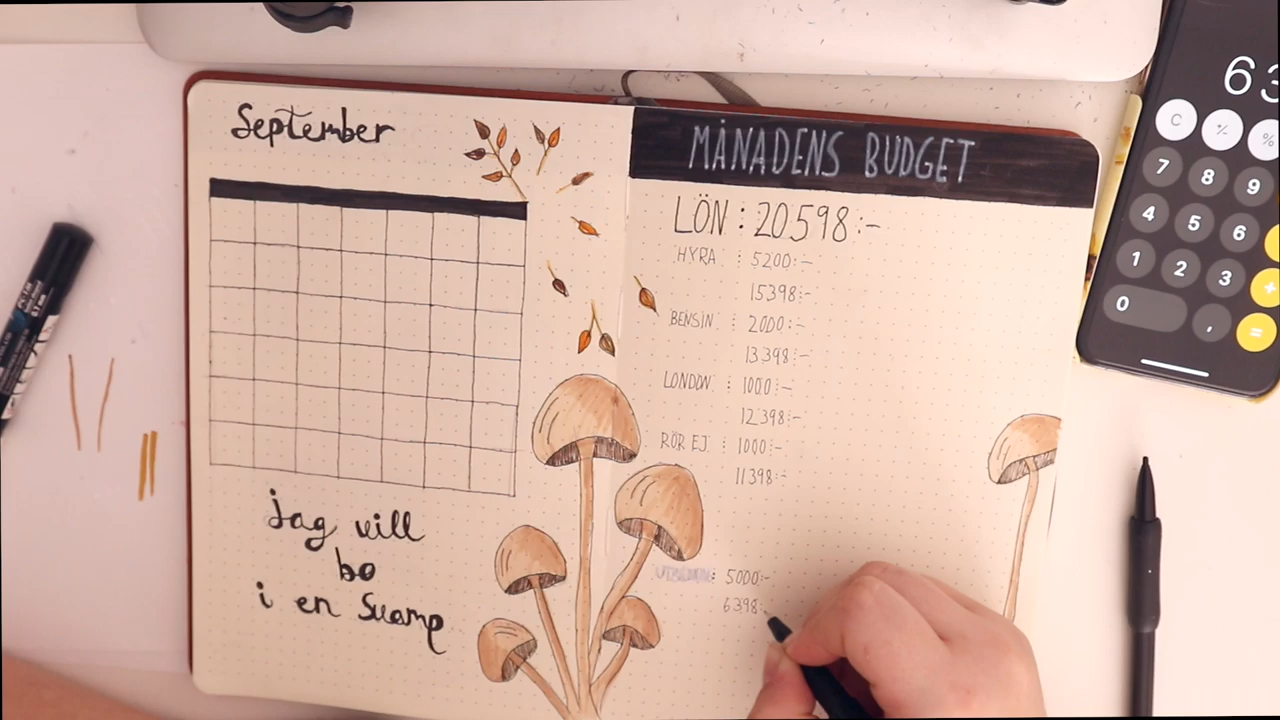 September
jag vill
bo
i en Svamp
MÅNADENS BUDGET
LÖN : 20598:-
HYRA : 5200:-
15398:-
BENSIN : 2000:-
13398:-
LONDON : 1000:-
12398:-
RÖR EJ : 1000:-
11398:-
: 5000:-
6398:-
63
C % 
7 8 9
4 5 6
1 2 3 +
0 , =